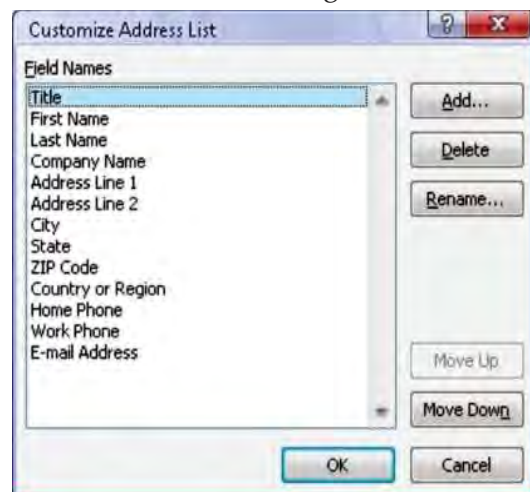 Customize Address List
Field Names
Title
First Name
Last Name
Company Name
Address Line 1
Address Line 2
City
State
ZIP Code
Country or Region
Home Phone
Work Phone
E-mail Address
Add...
Delete
Rename...
Move Up
Move Down
OK
Cancel